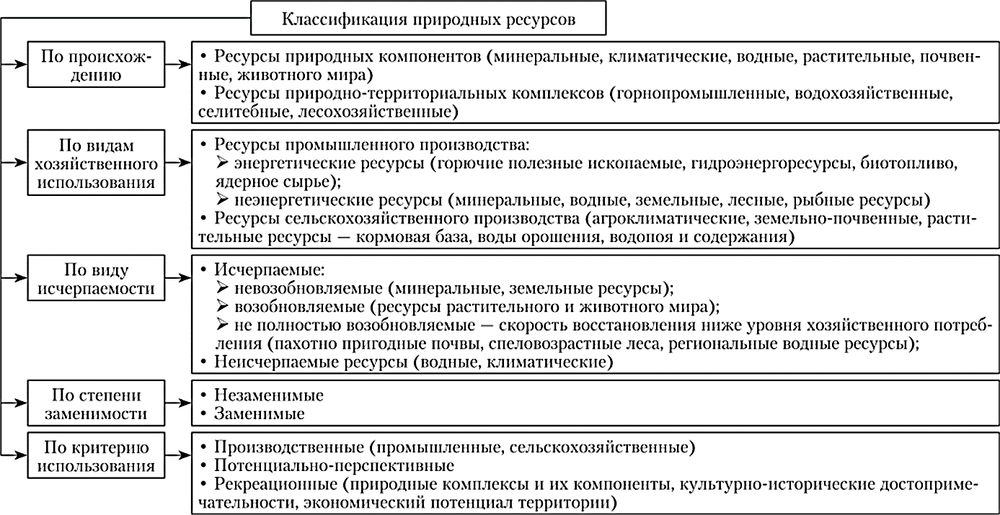 Классификация природных ресурсов
По происхож-
дению
• Ресурсы природных компонентов (минеральные, климатические, водные, растительные, почвен-
ные, животного мира)
• Ресурсы природно-территориальных комплексов (горнопромышленные, водохозяйственные,
селитебные, лесохозяйственные)
По видам
хозяйственного
использования
• Ресурсы промышленного производства:
➢ энергетические ресурсы (горючие полезные ископаемые, гидроэнергоресурсы, биотопливо,
ядерное сырье);
➢ неэнергетические ресурсы (минеральные, водные, земельные, лесные, рыбные ресурсы)
• Ресурсы сельскохозяйственного производства (агроклиматические, земельно-почвенные, расти-
тельные ресурсы — кормовая база, воды орошения, водопоя и содержания)
По виду
исчерпаемости
• Исчерпаемые:
➢ невозобновляемые (минеральные, земельные ресурсы);
➢ возобновляемые (ресурсы растительного и животного мира);
➢ не полностью возобновляемые — скорость восстановления ниже уровня хозяйственного потреб-
ления (пахотно пригодные почвы, спеловозрастные леса, региональные водные ресурсы);
• Неисчерпаемые ресурсы (водные, климатические)
По степени
заменимости
• Незаменимые
• Заменимые
По критерию
использования
• Производственные (промышленные, сельскохозяйственные)
• Потенциально-перспективные
• Рекреационные (природные комплексы и их компоненты, культурно-исторические достоприме-
чательности, экономический потенциал территории)